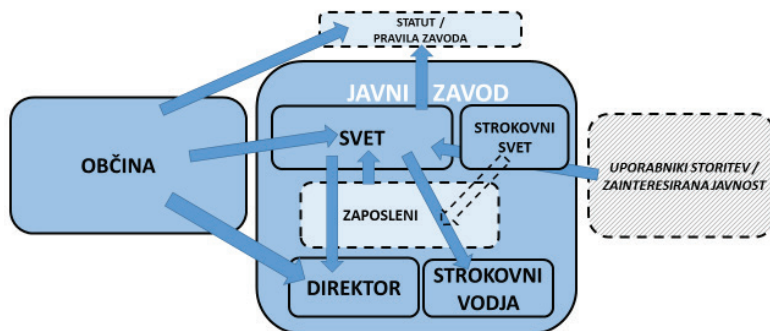 STATUT /
PRAVILA ZAVODA
JAVNI ZAVOD
OBČINA
SVET
STROKOVNI
SVET
UPORABNIKI STORITEV /
ZAINTERESIRANA JAVNOST
ZAPOSLENI
DIREKTOR
STROKOVNI
VODJA